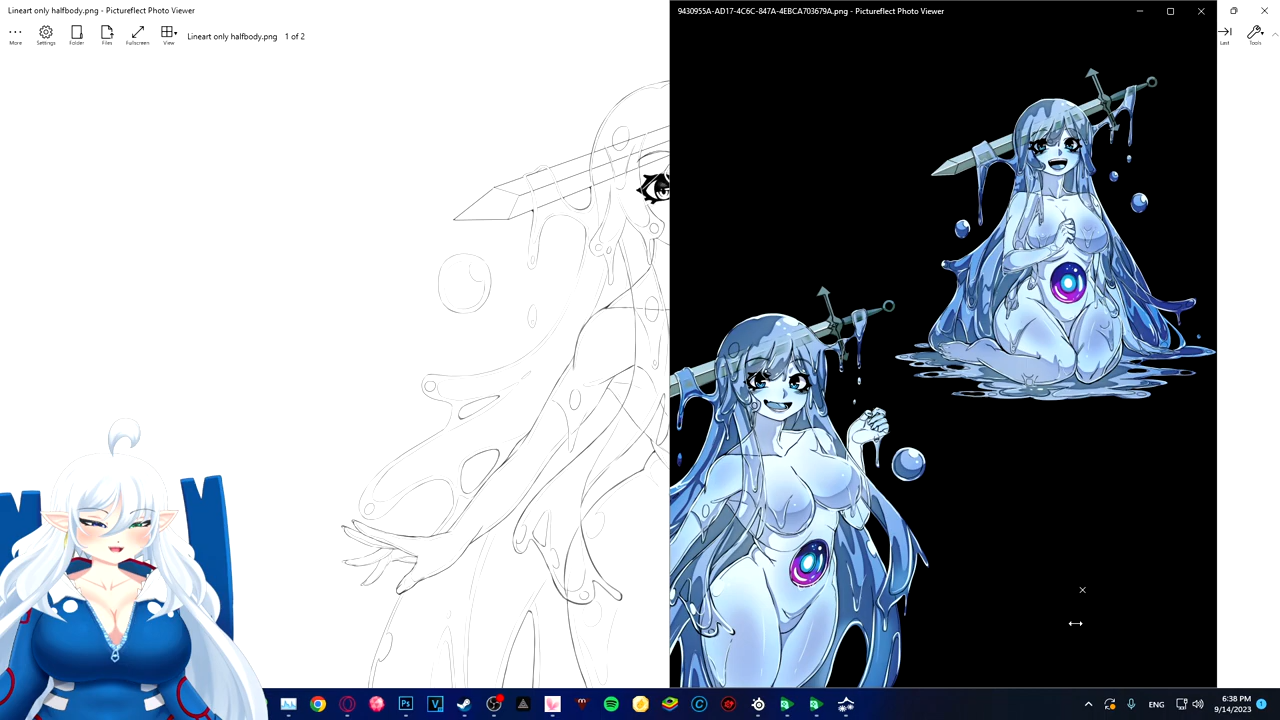 Lineart only halfbody.png - Pictureflect Photo Viewer
9430955A-AD17-4C6C-847A-4EBCA703679A.png - Pictureflect Photo Viewer
More
Settings
Folder
Files
Fullscreen
View
Lineart only halfbody.png 1 of 2
Last
Tools
Ps
V
C
ENG
6:38 PM
9/14/2023
1